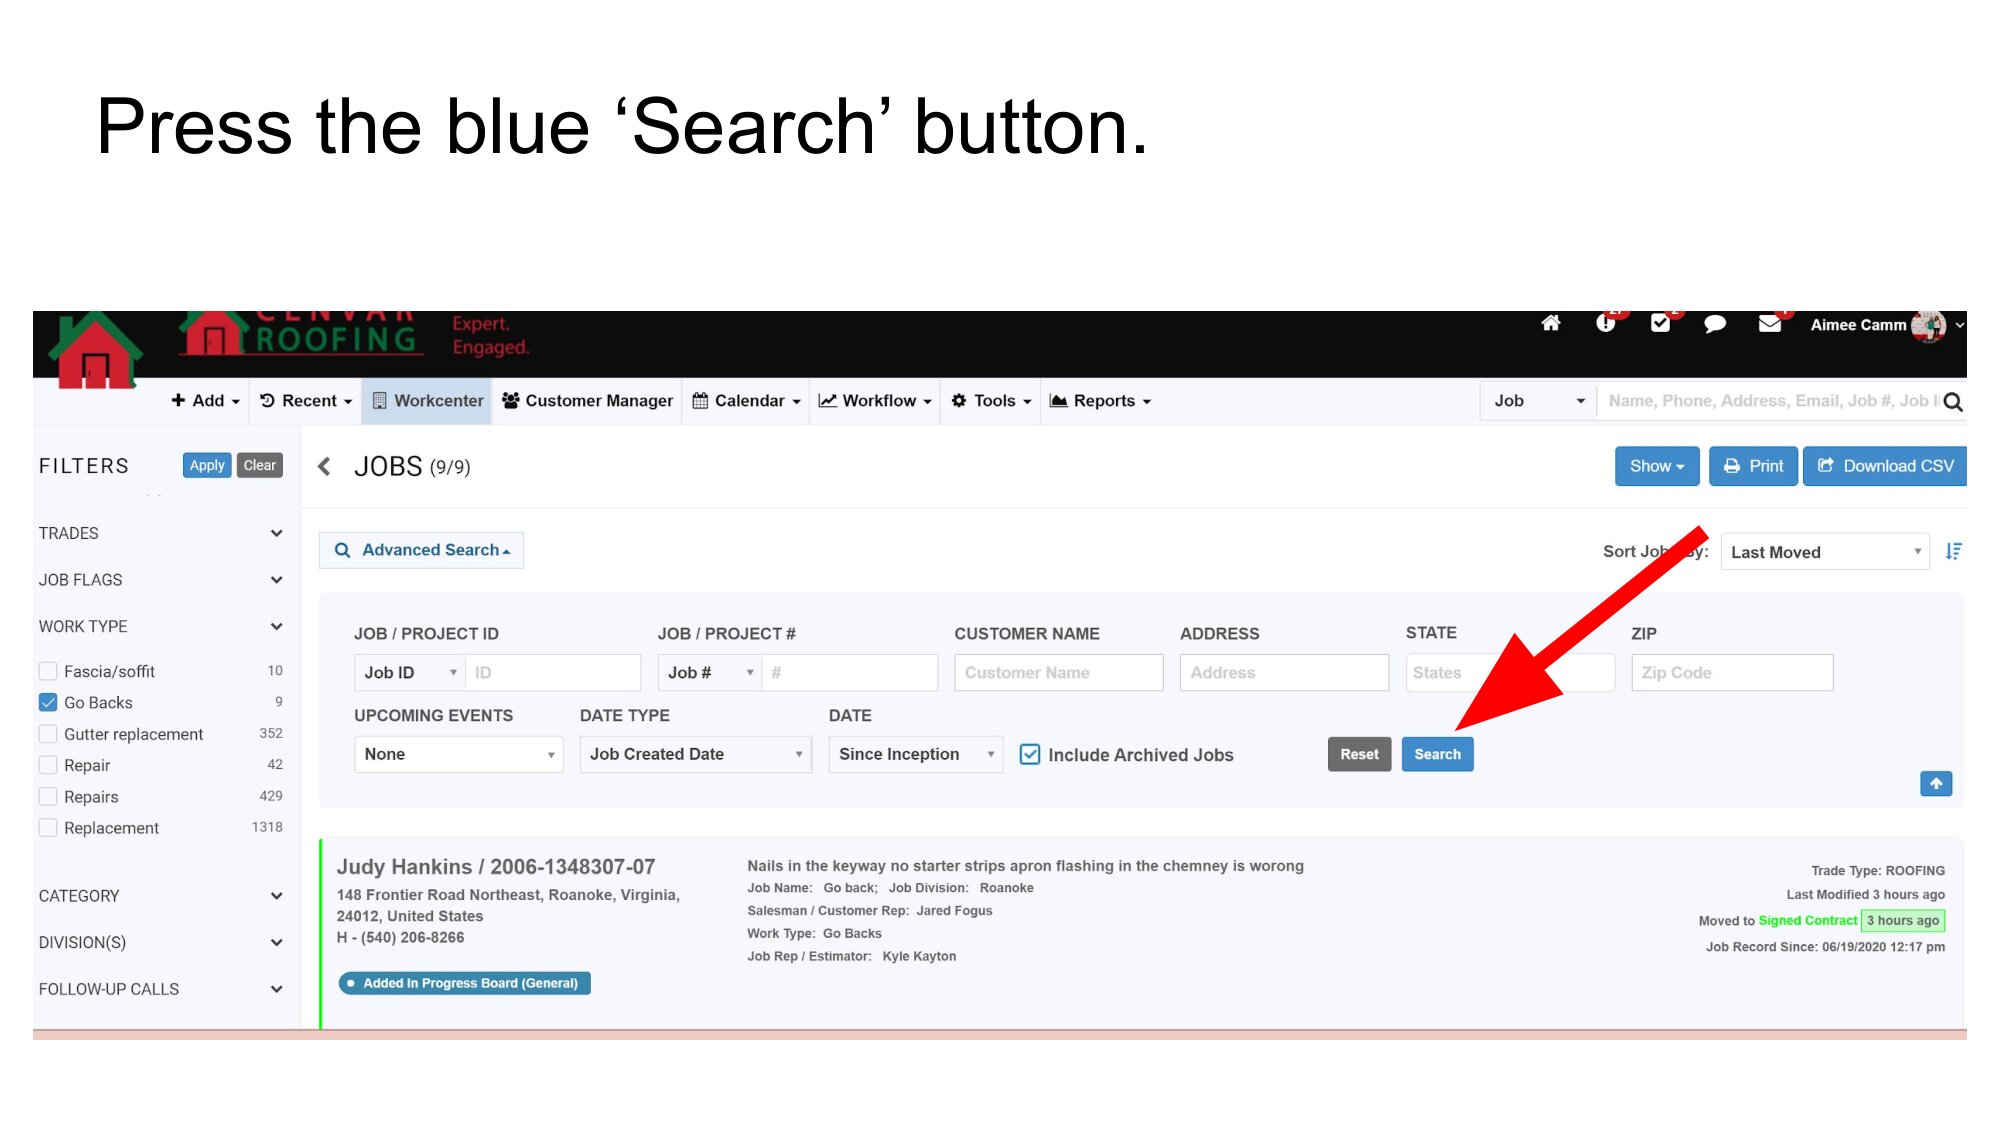 Press the blue ‘Search’ button.
CENVAR
ROOFING
Expert.
Engaged.
Aimee Camm
Add
Recent
Workcenter
Customer Manager
Calendar
Workflow
Tools
Reports
Job
Name, Phone, Address, Email, Job #, Job I
FILTERS
Apply
Clear
JOBS (9/9)
Show
Print
Download CSV
TRADES
JOB FLAGS
WORK TYPE
Fascia/soffit 10
Go Backs 9
Gutter replacement 352
Repair 42
Repairs 429
Replacement 1318
CATEGORY
DIVISION(S)
FOLLOW-UP CALLS
Advanced Search
Sort Jobs By:
Last Moved
JOB / PROJECT ID
JOB / PROJECT #
CUSTOMER NAME
ADDRESS
STATE
ZIP
Job ID
ID
Job #
#
Customer Name
Address
States
Zip Code
UPCOMING EVENTS
DATE TYPE
DATE
None
Job Created Date
Since Inception
Include Archived Jobs
Reset
Search
Judy Hankins / 2006-1348307-07
148 Frontier Road Northeast, Roanoke, Virginia,
24012, United States
H - (540) 206-8266
Added In Progress Board (General)
Nails in the keyway no starter strips apron flashing in the chemney is worong
Job Name: Go back; Job Division: Roanoke
Salesman / Customer Rep: Jared Fogus
Work Type: Go Backs
Job Rep / Estimator: Kyle Kayton
Trade Type: ROOFING
Last Modified 3 hours ago
Moved to Signed Contract 3 hours ago
Job Record Since: 06/19/2020 12:17 pm